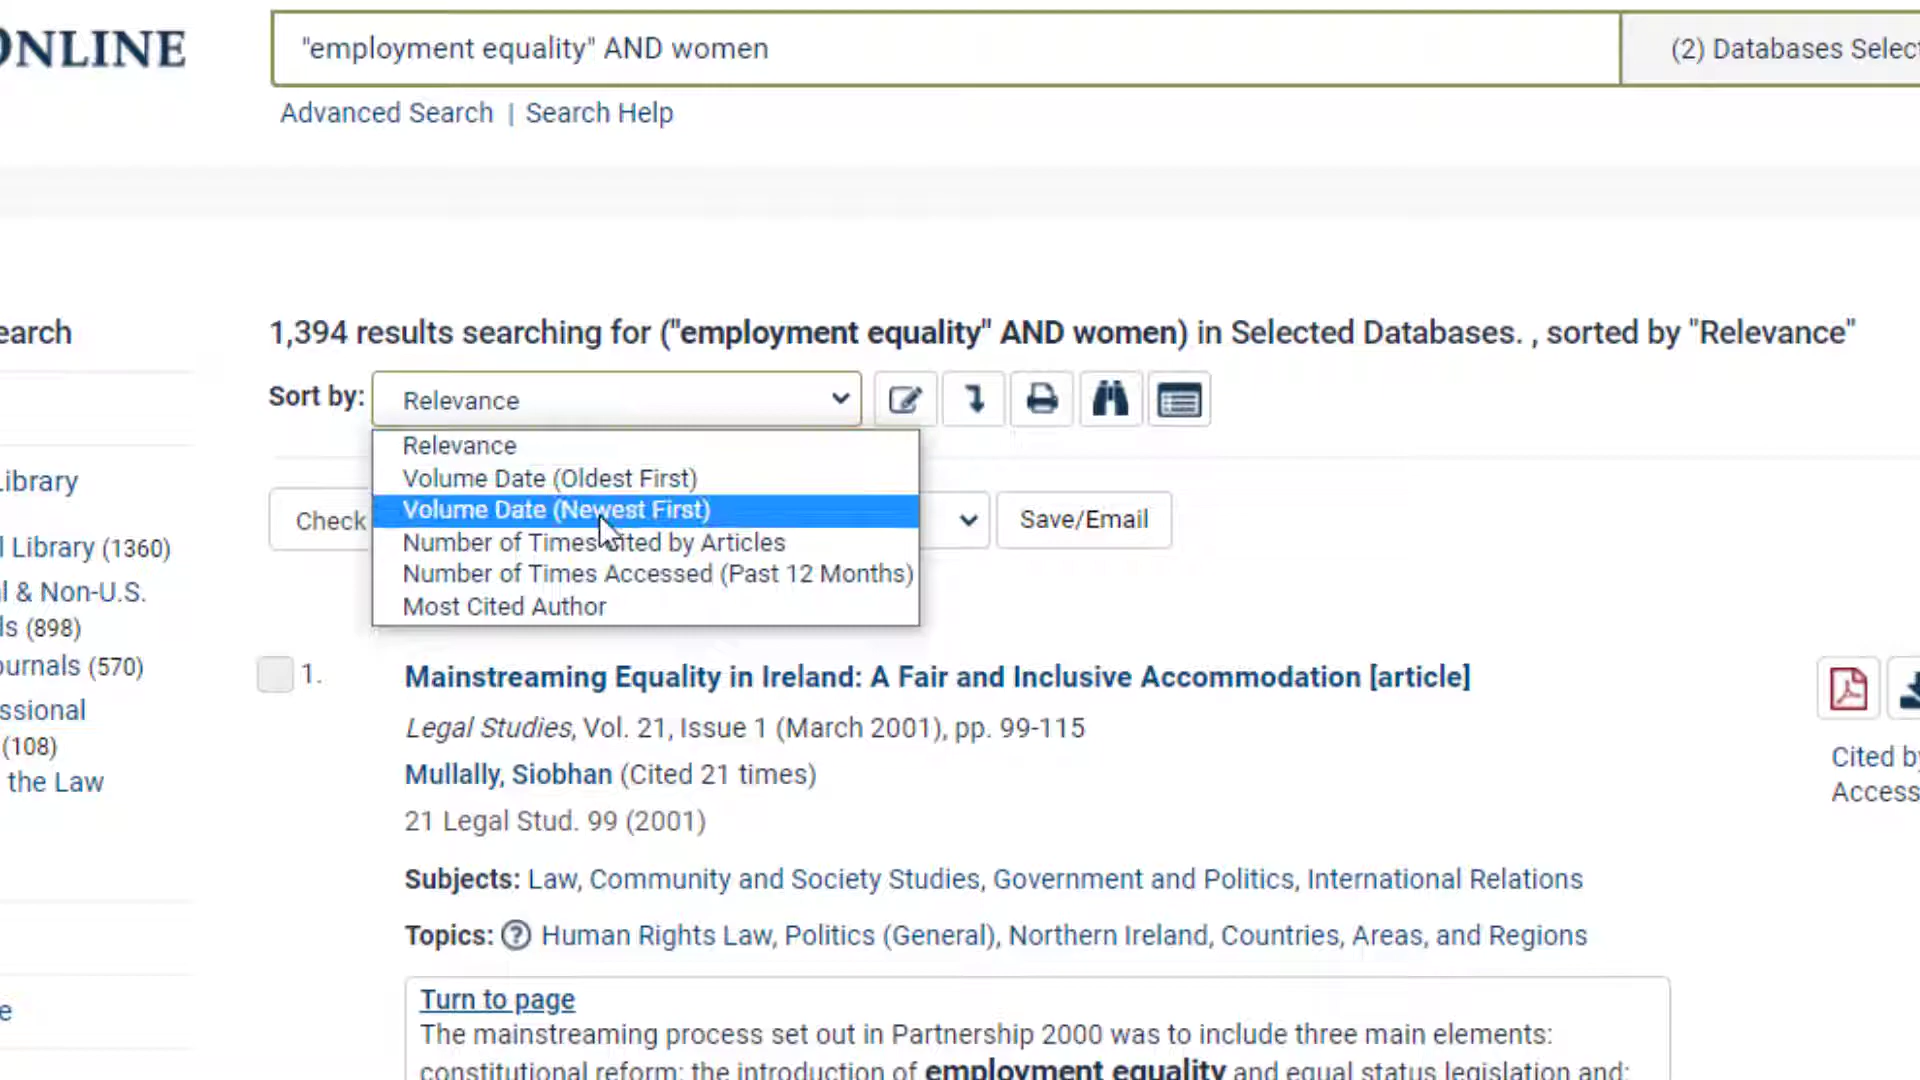 ONLINE
"employment equality" AND women
(2) Databases Select
Advanced Search | Search Help
earch
1,394 results searching for ("employment equality" AND women) in Selected Databases. , sorted by "Relevance"
Sort by:
Relevance
Relevance
Volume Date (Oldest First)
Volume Date (Newest First)
Number of Times Cited by Articles
Number of Times Accessed (Past 12 Months)
Most Cited Author
Check
Save/Email
Library
l Library (1360)
l & Non-U.S.
ls (898)
ournals (570)
ssional
(108)
the Law
e
1.
Mainstreaming Equality in Ireland: A Fair and Inclusive Accommodation [article]
Legal Studies, Vol. 21, Issue 1 (March 2001), pp. 99-115
Mullally, Siobhan (Cited 21 times)
21 Legal Stud. 99 (2001)
Cited by
Access
Subjects: Law, Community and Society Studies, Government and Politics, International Relations
Topics: ? Human Rights Law, Politics (General), Northern Ireland, Countries, Areas, and Regions
Turn to page
The mainstreaming process set out in Partnership 2000 was to include three main elements:
constitutional reform; the introduction of employment equality and equal status legislation and;